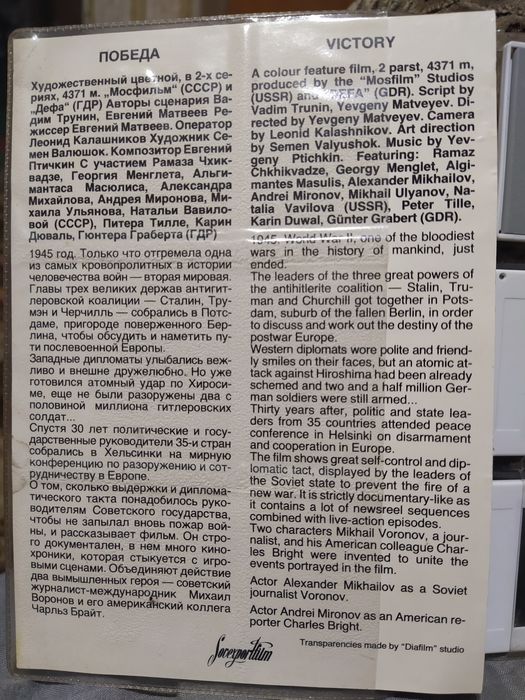 ПОБЕДА
Художественный цветной, в 2-х се-
риях, 4371 м. „Мосфильм" (СССР) и
„Дефа" (ГДР) Авторы сценария Ва-
дим Трунин, Евгений Матвеев Ре-
жиссер Евгений Матвеев. Оператор
Леонид Калашников Художник Се-
мен Валюшок. Композитор Евгений
Птичкин С участием Рамаза Чхик-
вадзе, Георгия Менглета, Альги-
мантаса Масюлиса, Александра
Михайлова, Андрея Миронова, Ми-
хаила Ульянова, Натальи Вавило-
вой (СССР), Питера Тилле, Карин
Дюваль, Гюнтера Граберта (ГДР)
1945 год. Только что отгремела одна
из самых кровопролитных в истории
человечества войн — вторая мировая.
Главы трех великих держав антигит-
леровской коалиции — Сталин, Тру-
мэн и Черчилль — собрались в Потс-
даме, пригороде поверженного Бер-
лина, чтобы обсудить и наметить пу-
ти послевоенной Европы.
Западные дипломаты улыбались веж-
ливо и внешне дружелюбно. Но уже
готовился атомный удар по Хироси-
ме, еще не были разоружены два с
половиной миллиона гитлеровских
солдат...
Спустя 30 лет политические и госу-
дарственные руководители 35-и стран
собрались в Хельсинки на мирную
конференцию по разоружению и сот-
рудничеству в Европе.
О том, сколько выдержки и диплома-
тического такта понадобилось руко-
водителям Советского государства,
чтобы не запылал вновь пожар вой-
ны, и рассказывает фильм. Он стро-
го документален, в нем много кино-
хроники, которая стыкуется с игро-
выми сценами. Объединяют действие
два вымышленных героя — советский
журналист-международник Михаил
Воронов и его американский коллега
Чарльз Брайт.
VICTORY
A colour feature film, 2 parst, 4371 m,
produced by the "Mosfilm" Studios
(USSR) and "DEFA" (GDR). Script by
Vadim Trunin, Yevgeny Matveyev. Di-
rected by Yevgeny Matveyev. Camera
by Leonid Kalashnikov. Art direction
by Semen Valyushok. Music by Yev-
geny Ptichkin. Featuring: Ramaz
Chkhikvadze, Georgy Menglet, Algi-
mantes Masulis, Alexander Mikhailov,
Andrei Mironov, Mikhail Ulyanov, Na-
talia Vavilova (USSR), Peter Tille,
Karin Duwal, Günter Grabert (GDR).
1945. World War II, one of the bloodiest
wars in the history of mankind, just
ended.
The leaders of the three great powers of
the antihitlerite coalition — Stalin, Tru-
man and Churchill got together in Pots-
dam, suburb of the fallen Berlin, in order
to discuss and work out the destiny of the
postwar Europe.
Western diplomats wore polite and friend-
ly smiles on their faces, but an atomic at-
tack against Hiroshima had been already
schemed and two and a half million Ger-
man soldiers were still armed...
Thirty years after, politic and state lea-
ders from 35 countries attended peace
conference in Helsinki on disarmament
and cooperation in Europe.
The film shows great self-control and dip-
lomatic tact, displayed by the leaders of
the Soviet state to prevent the fire of a
new war. It is strictly documentary-like as
it contains a lot of newsreel sequences
combined with live-action episodes.
Two characters Mikhail Voronov, a jour-
nalist, and his American colleague Char-
les Bright were invited to unite the
events portrayed in the film.
Actor Alexander Mikhailov as a Soviet
journalist Voronov.
Actor Andrei Mironov as an American re-
porter Charles Bright.
Sovexportfilm
Transparencies made by "Diafilm" studio